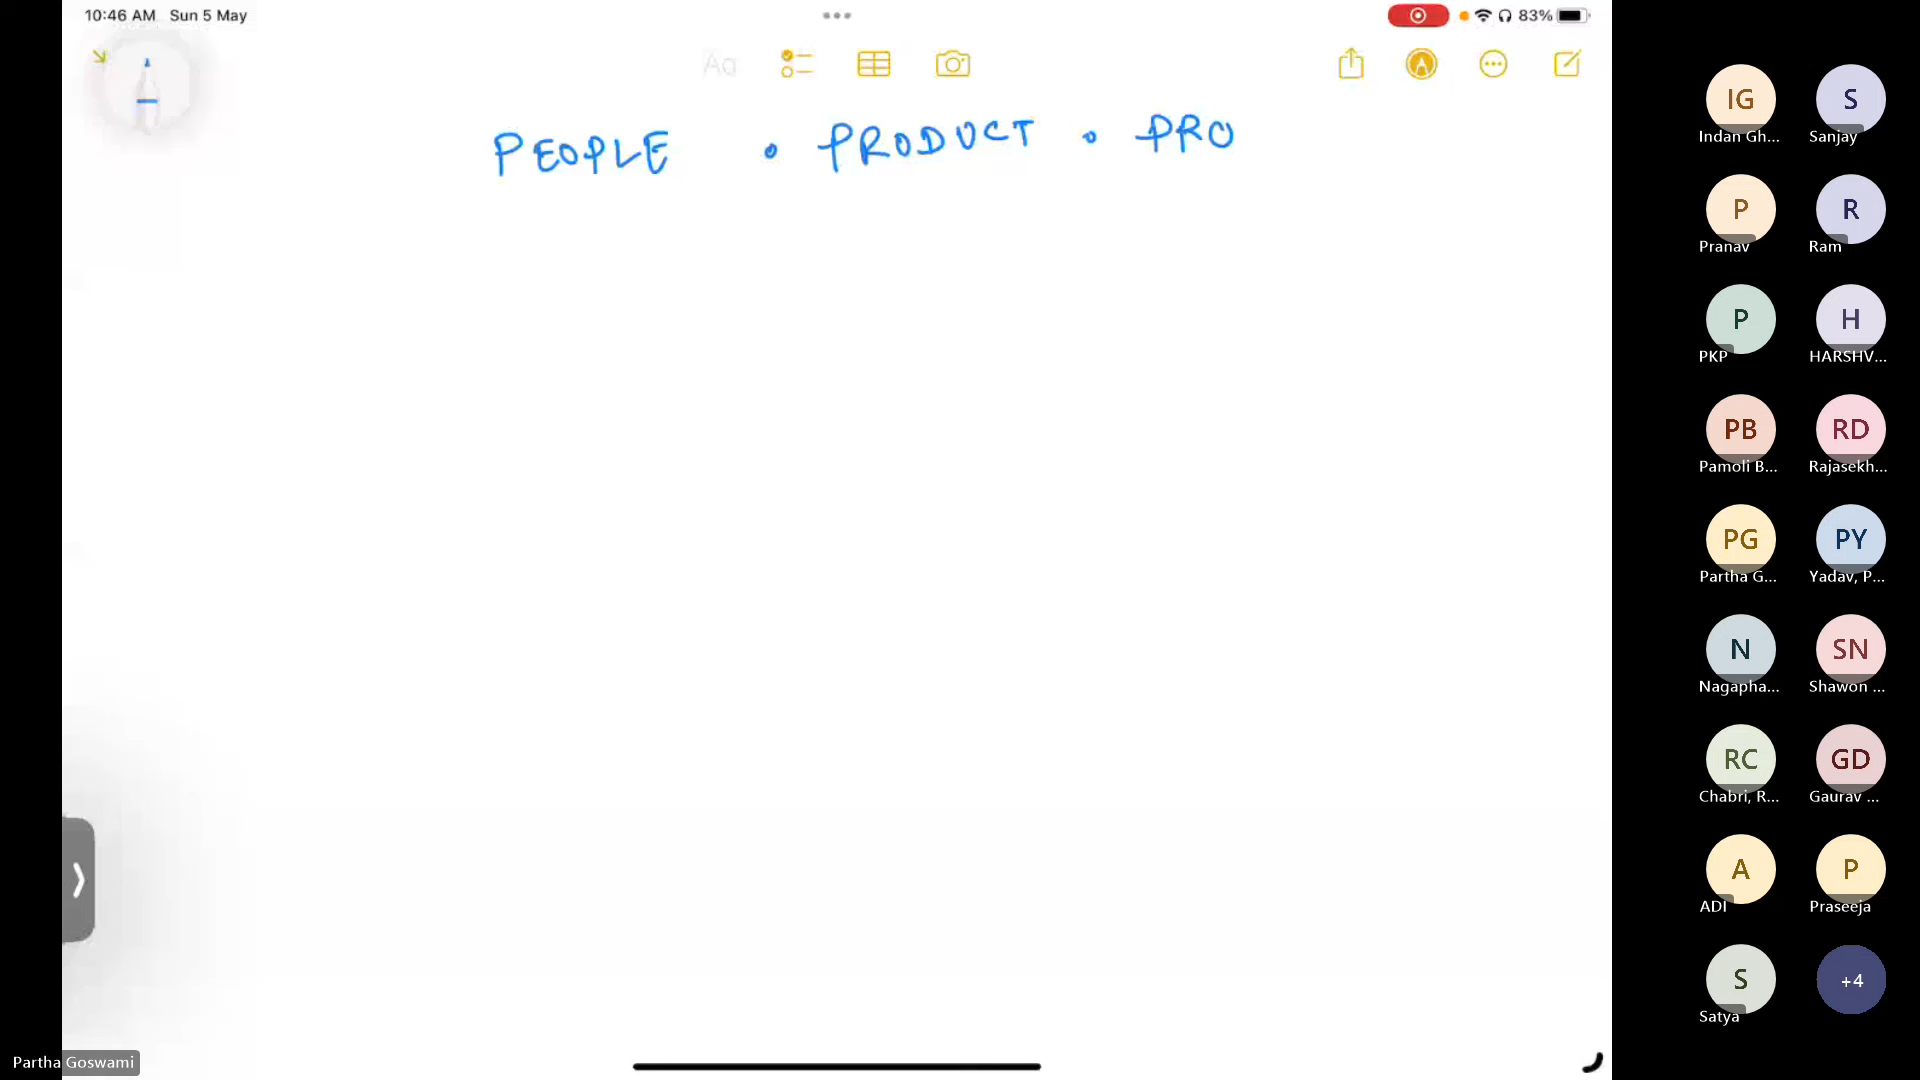 10:46 AM Sun 5 May
83%
Aa
PEOPLE • PRODUCT • PRO
IG
Indan Gh...
S
Sanjay
P
Pranav
R
Ram
P
PKP
H
HARSHV...
PB
Pamoli B...
RD
Rajasekh...
PG
Partha G...
PY
Yadav, P...
N
Nagapha...
SN
Shawon ...
RC
Chabri, R...
GD
Gaurav ...
A
ADI
P
Praseeja
S
Satya
+4
Partha Goswami